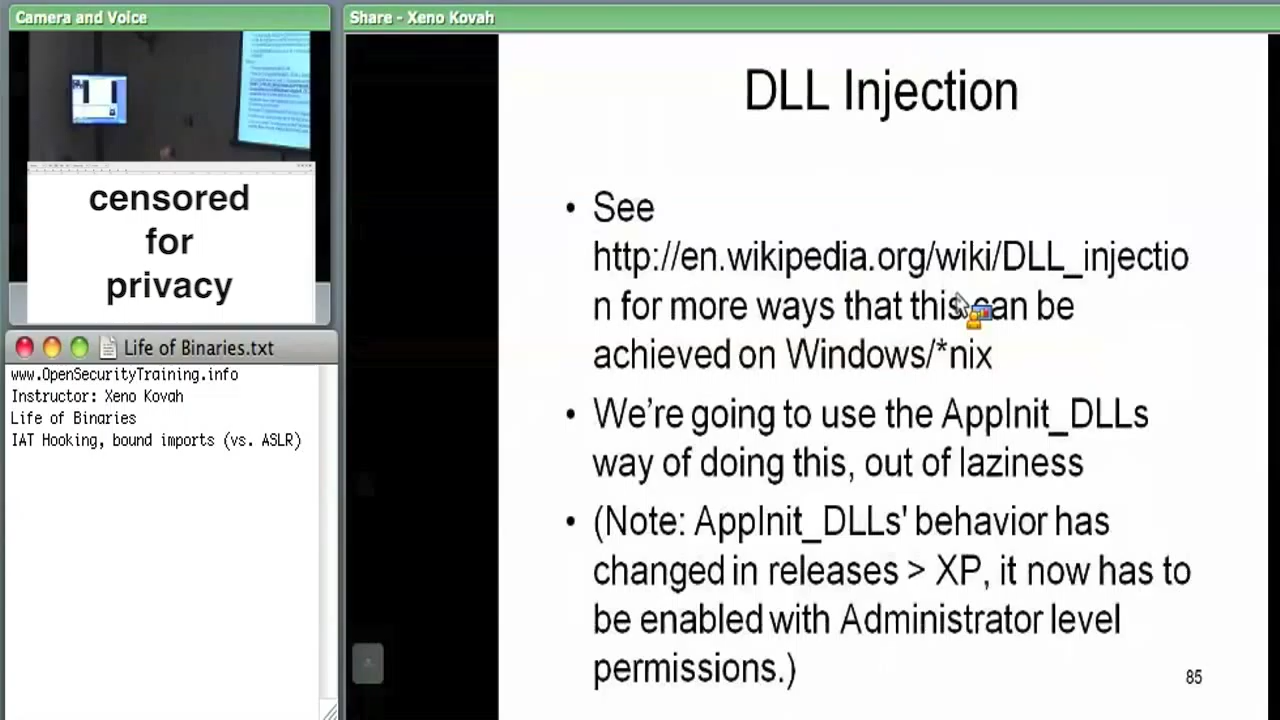 Camera and Voice
Share - Xeno Kovah
censored
for
privacy
Life of Binaries.txt
www.OpenSecurityTraining.info
Instructor: Xeno Kovah
Life of Binaries
IAT Hooking, bound imports (vs. ASLR)
DLL Injection
• See
http://en.wikipedia.org/wiki/DLL_injectio
n for more ways that this can be
achieved on Windows/*nix
• We're going to use the AppInit_DLLs
way of doing this, out of laziness
• (Note: AppInit_DLLs' behavior has
changed in releases > XP, it now has to
be enabled with Administrator level
permissions.)
85